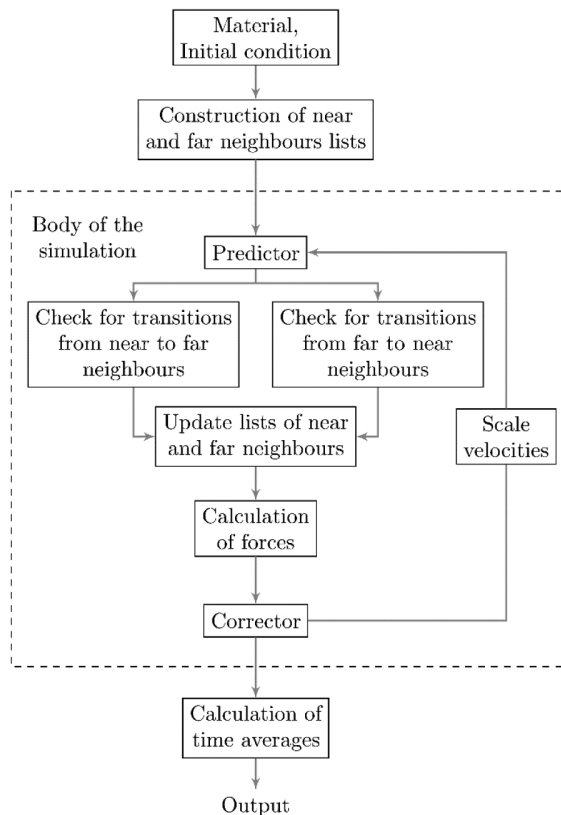 Material,
Initial condition
Construction of near
and far neighbours lists
Body of the
simulation
Predictor
Check for transitions
from near to far
neighbours
Check for transitions
from far to near
neighbours
Update lists of near
and far neighbours
Scale
velocities
Calculation
of forces
Corrector
Calculation of
time averages
Output